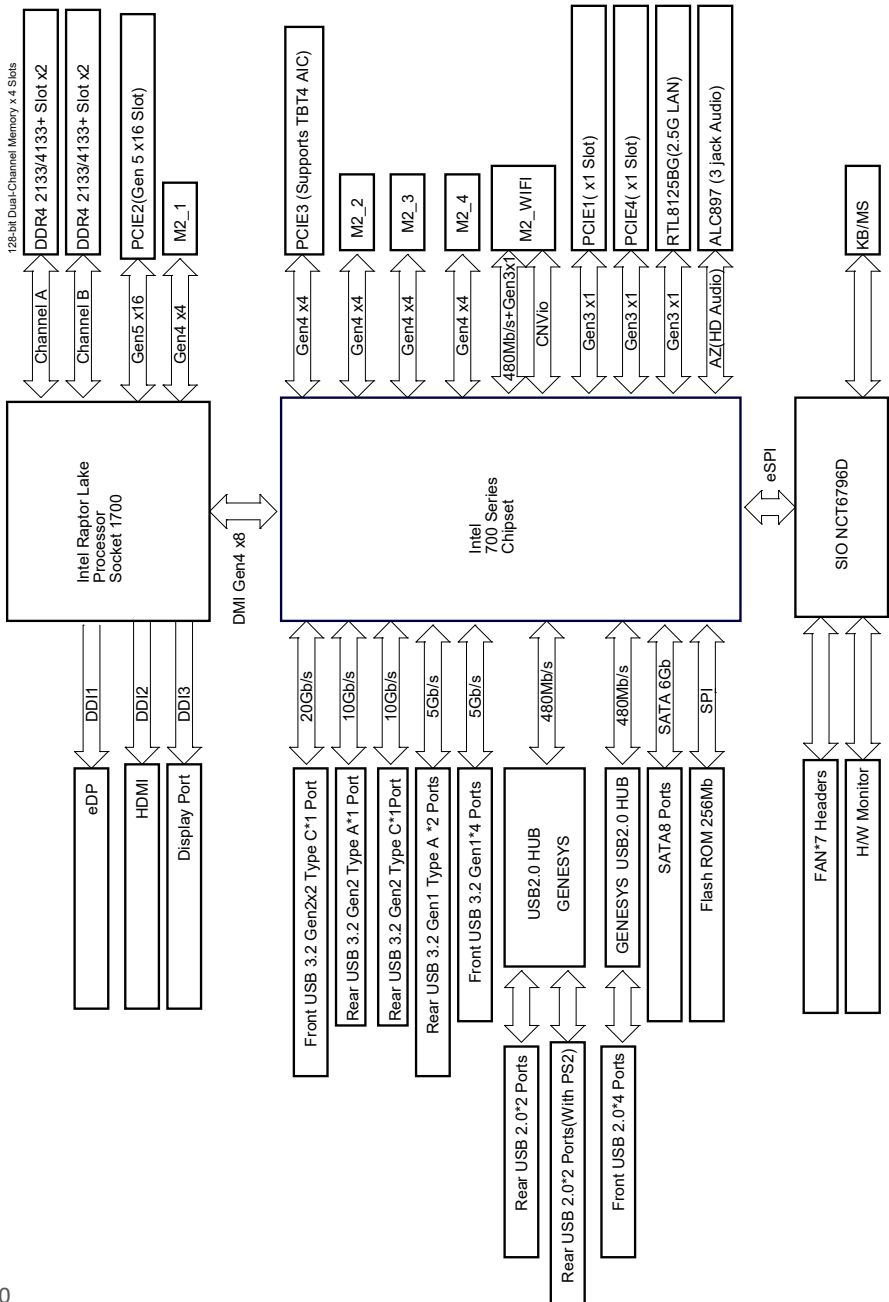 128-bit Dual-Channel Memory x 4 Slots
DDR4 2133/4133+ Slot x2
DDR4 2133/4133+ Slot x2
PCIE2(Gen 5 x16 Slot)
M2_1
Channel A
Channel B
Gen5 x16
Gen4 x4
Intel Raptor Lake
Processor
Socket 1700
DDI1
DDI2
DDI3
eDP
HDMI
Display Port
DMI Gen4 x8
PCIE3 (Supports TBT4 AIC)
M2_2
M2_3
M2_4
M2_WIFI
PCIE1( x1 Slot)
PCIE4( x1 Slot)
RTL8125BG(2.5G LAN)
ALC897 (3 jack Audio)
Gen4 x4
Gen4 x4
Gen4 x4
Gen4 x4
480Mb/s+Gen3x1
CNVio
Gen3 x1
Gen3 x1
Gen3 x1
AZ(HD Audio)
Intel
700 Series
Chipset
20Gb/s
10Gb/s
10Gb/s
5Gb/s
5Gb/s
480Mb/s
480Mb/s
SATA 6Gb
SPI
Front USB 3.2 Gen2x2 Type C*1 Port
Rear USB 3.2 Gen2 Type A*1 Port
Rear USB 3.2 Gen2 Type C*1Port
Rear USB 3.2 Gen1 Type A *2 Ports
Front USB 3.2 Gen1*4 Ports
USB2.0 HUB
GENESYS
GENESYS USB2.0 HUB
SATA8 Ports
Flash ROM 256Mb
Rear USB 2.0*2 Ports
Rear USB 2.0*2 Ports(With PS2)
Front USB 2.0*4 Ports
eSPI
KB/MS
SIO NCT6796D
FAN*7 Headers
H/W Monitor
0